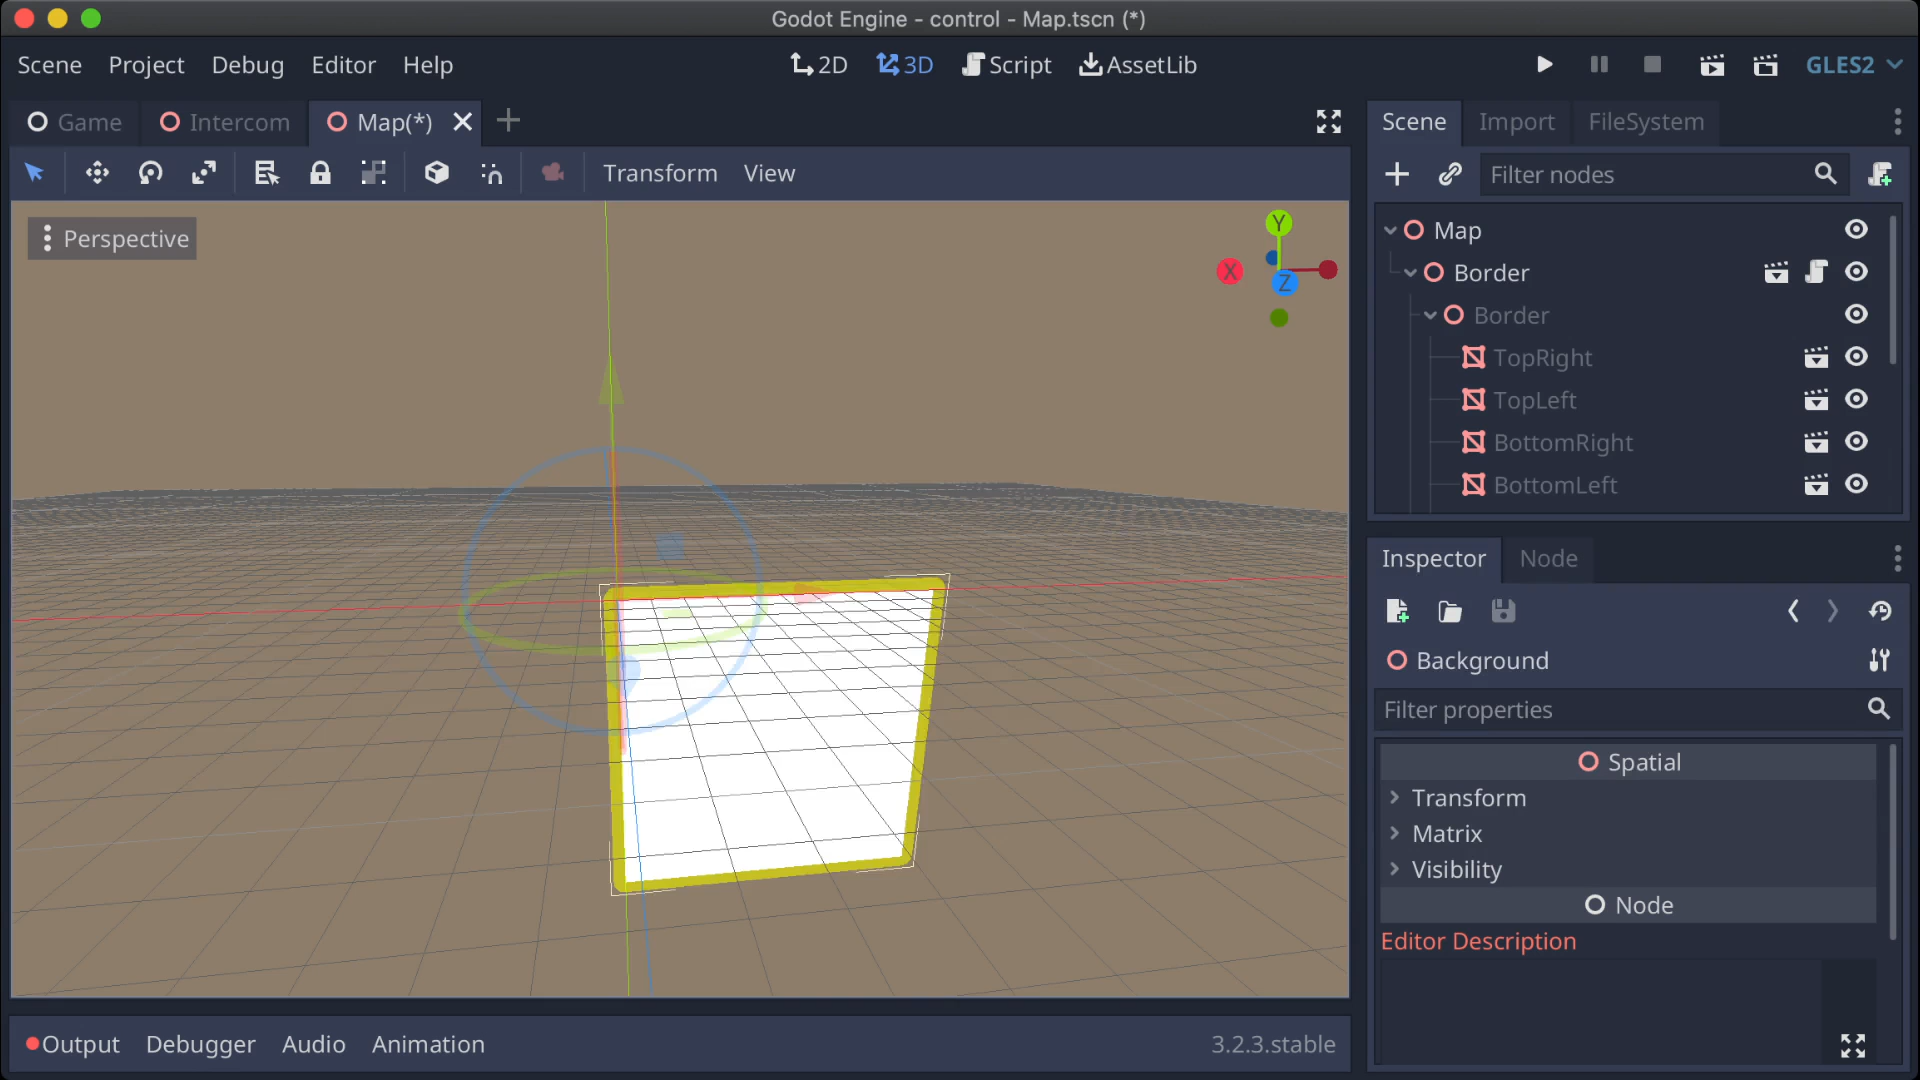 Godot Engine - control - Map.tscn (*)
Scene Project Debug Editor Help
2D 3D Script AssetLib
GLES2
Game Intercom Map(*)
Transform View
Perspective
Y
X
Z
Output Debugger Audio Animation
3.2.3.stable
Scene Import FileSystem
Filter nodes
Map
Border
Border
TopRight
TopLeft
BottomRight
BottomLeft
Inspector Node
Background
Filter properties
Spatial
Transform
Matrix
Visibility
Node
Editor Description